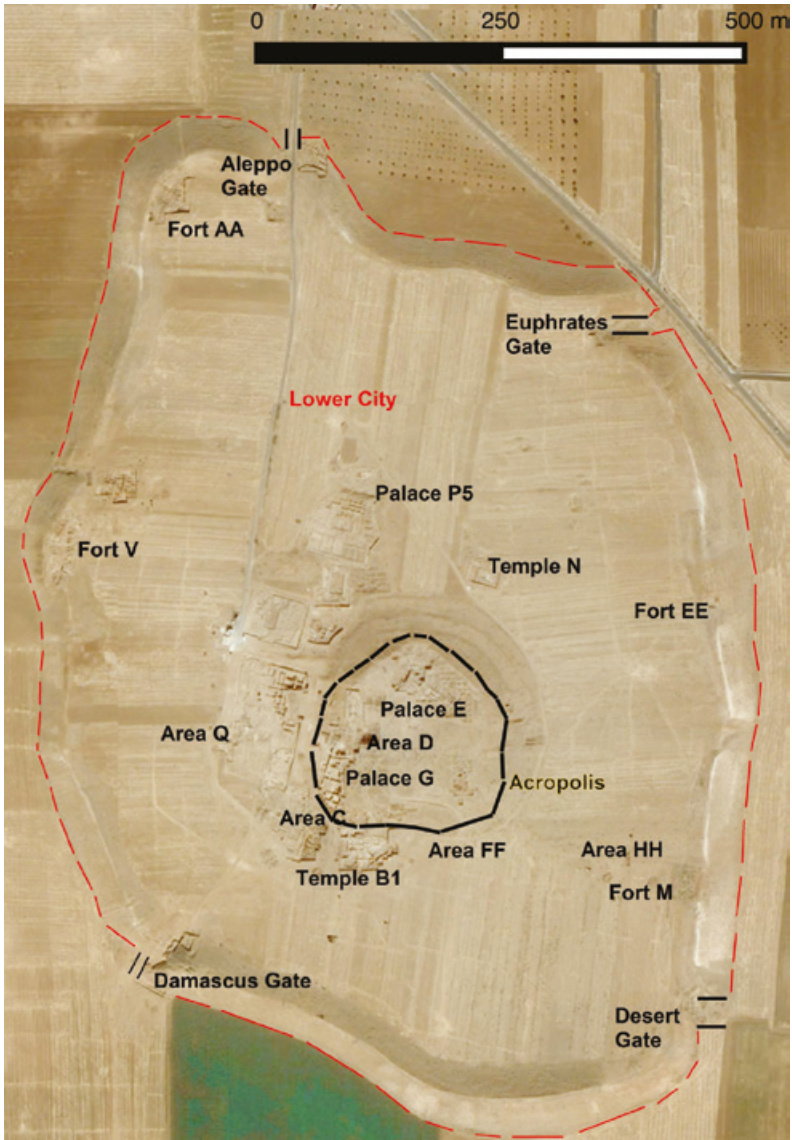 0 250 500 m
Aleppo
Gate
Fort AA
Euphrates
Gate
Lower City
Palace P5
Fort V
Temple N
Fort EE
Palace E
Area Q
Area D
Palace G
Acropolis
Area C
Area FF
Area HH
Temple B1
Fort M
Damascus Gate
Desert
Gate